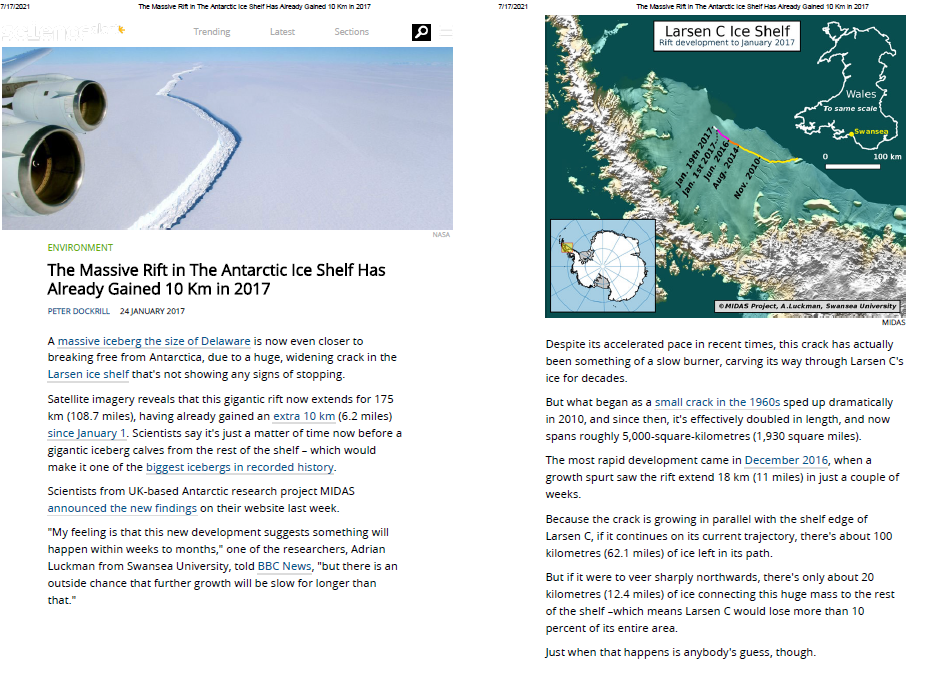 7/17/2021
The Massive Rift in The Antarctic Ice Shelf Has Already Gained 10 Km in 2017
Trending
Latest
Sections
NASA
ENVIRONMENT
The Massive Rift in The Antarctic Ice Shelf Has
Already Gained 10 Km in 2017
PETER DOCKRILL 24 JANUARY 2017
A massive iceberg the size of Delaware is now even closer to
breaking free from Antarctica, due to a huge, widening crack in the
Larsen ice shelf that's not showing any signs of stopping.
Satellite imagery reveals that this gigantic rift now extends for 175
km (108.7 miles), having already gained an extra 10 km (6.2 miles)
since January 1. Scientists say it's just a matter of time now before a
gigantic iceberg calves from the rest of the shelf – which would
make it one of the biggest icebergs in recorded history.
Scientists from UK-based Antarctic research project MIDAS
announced the new findings on their website last week.
"My feeling is that this new development suggests something will
happen within weeks to months," one of the researchers, Adrian
Luckman from Swansea University, told BBC News, "but there is an
outside chance that further growth will be slow for longer than
that."
7/17/2021
The Massive Rift in The Antarctic Ice Shelf Has Already Gained 10 Km in 2017
Larsen C Ice Shelf
Rift development to January 2017
Wales
To same scale
Swansea
0 100 km
Jan. 19th 2017
Jan. 1st 2017
Jun. 2016
Aug. 2014
Nov. 2010
©MIDAS Project, A.Luckman, Swansea University
MIDAS
Despite its accelerated pace in recent times, this crack has actually
been something of a slow burner, carving its way through Larsen C's
ice for decades.
But what began as a small crack in the 1960s sped up dramatically
in 2010, and since then, it's effectively doubled in length, and now
spans roughly 5,000-square-kilometres (1,930 square miles).
The most rapid development came in December 2016, when a
growth spurt saw the rift extend 18 km (11 miles) in just a couple of
weeks.
Because the crack is growing in parallel with the shelf edge of
Larsen C, if it continues on its current trajectory, there's about 100
kilometres (62.1 miles) of ice left in its path.
But if it were to veer sharply northwards, there's only about 20
kilometres (12.4 miles) of ice connecting this huge mass to the rest
of the shelf –which means Larsen C would lose more than 10
percent of its entire area.
Just when that happens is anybody's guess, though.